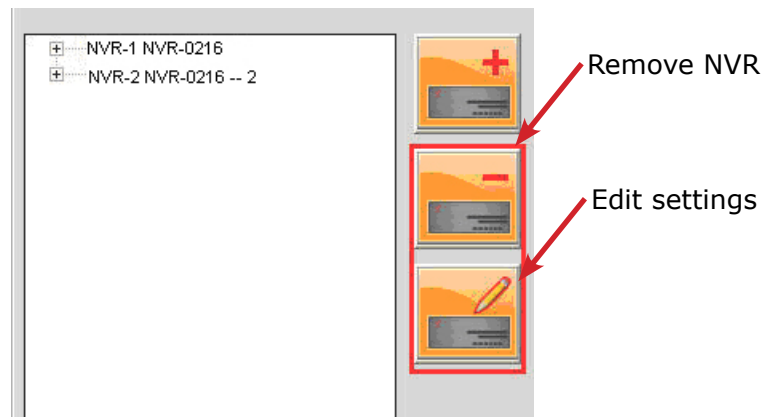 NVR-1 NVR-0216
NVR-2 NVR-0216 -- 2
Remove NVR
Edit settings